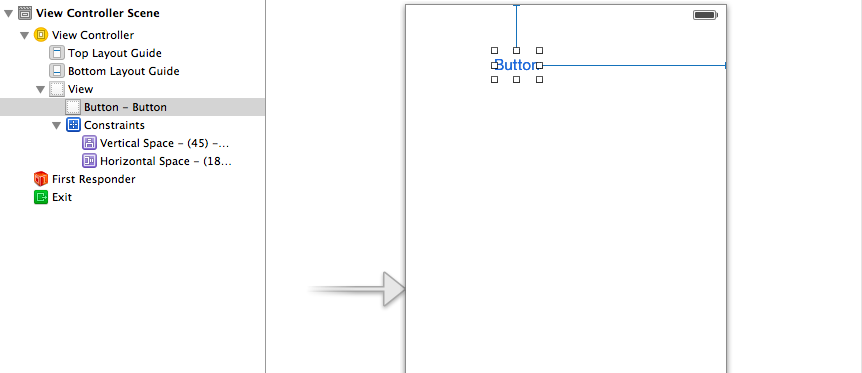 View Controller Scene
View Controller
Top Layout Guide
Bottom Layout Guide
View
Button – Button
Constraints
Vertical Space – (45) –...
Horizontal Space – (18...
First Responder
Exit
Button